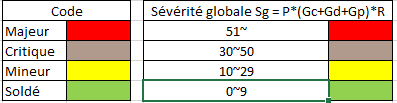 Code Sévérité globale Sg = P*(Gc+Gd+Gp)*R
Majeur 51~
Critique 30~50
Mineur 10~29
Soldé 0~9